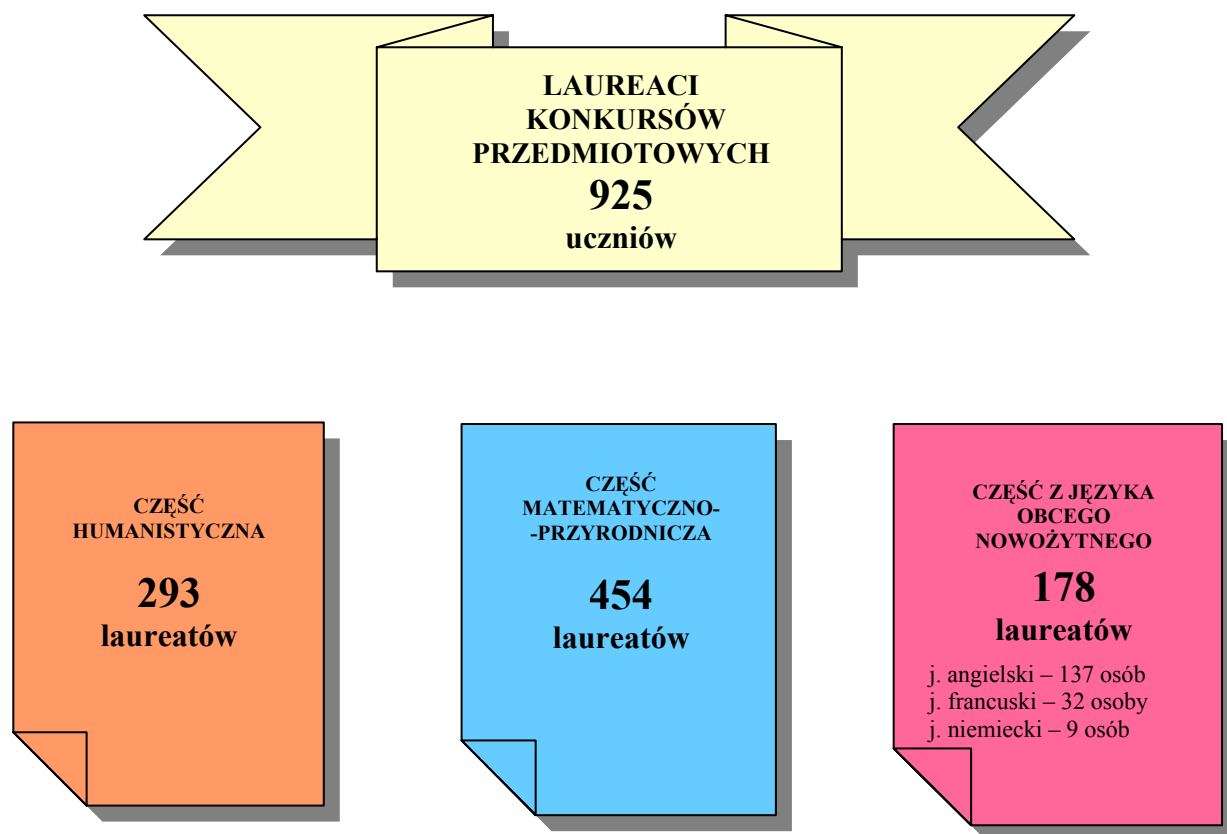 LAUREACI
KONKURSÓW
PRZEDMIOTOWYCH
925
uczniów
CZĘŚĆ
HUMANISTYCZNA
293
laureatów
CZĘŚĆ
MATEMATYCZNO-
-PRZYRODNICZA
454
laureatów
CZĘŚĆ Z JĘZYKA
OBCEGO
NOWOŻYTNEGO
178
laureatów
j. angielski – 137 osób
j. francuski – 32 osoby
j. niemiecki – 9 osób